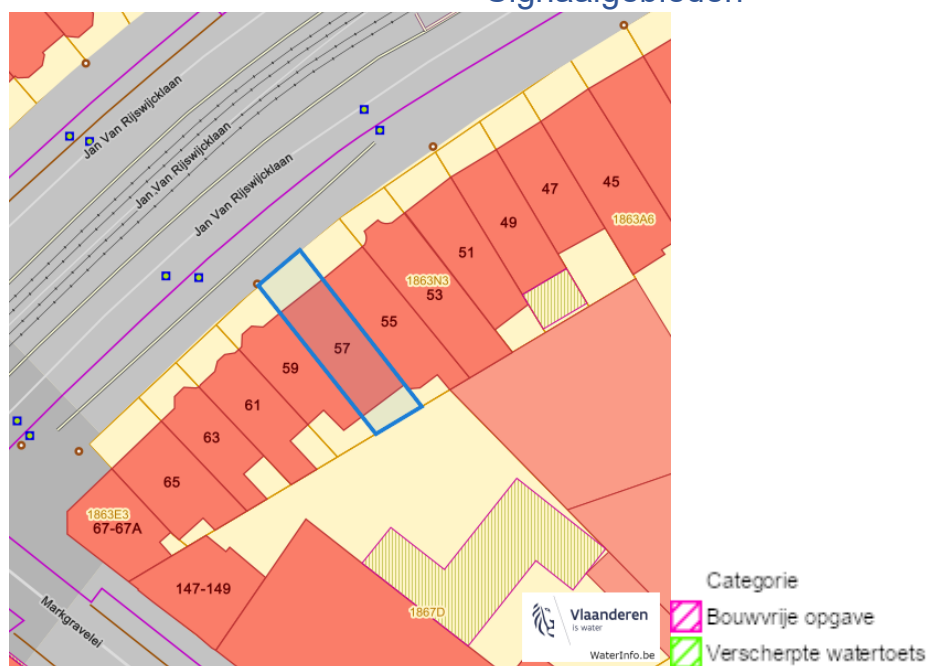 Signaalgebieden
Jan Van Rijswijcklaan
Jan Van Rijswijcklaan
Jan Van Rijswijcklaan
45
1863A6
47
49
51
1863N3
53
55
57
59
61
63
65
1863E3
67-67A
147-149
1867D
Markgravelei
Vlaanderen
is water
WaterInfo.be
Categorie
Bouwvrije opgave
Verscherpte watertoets